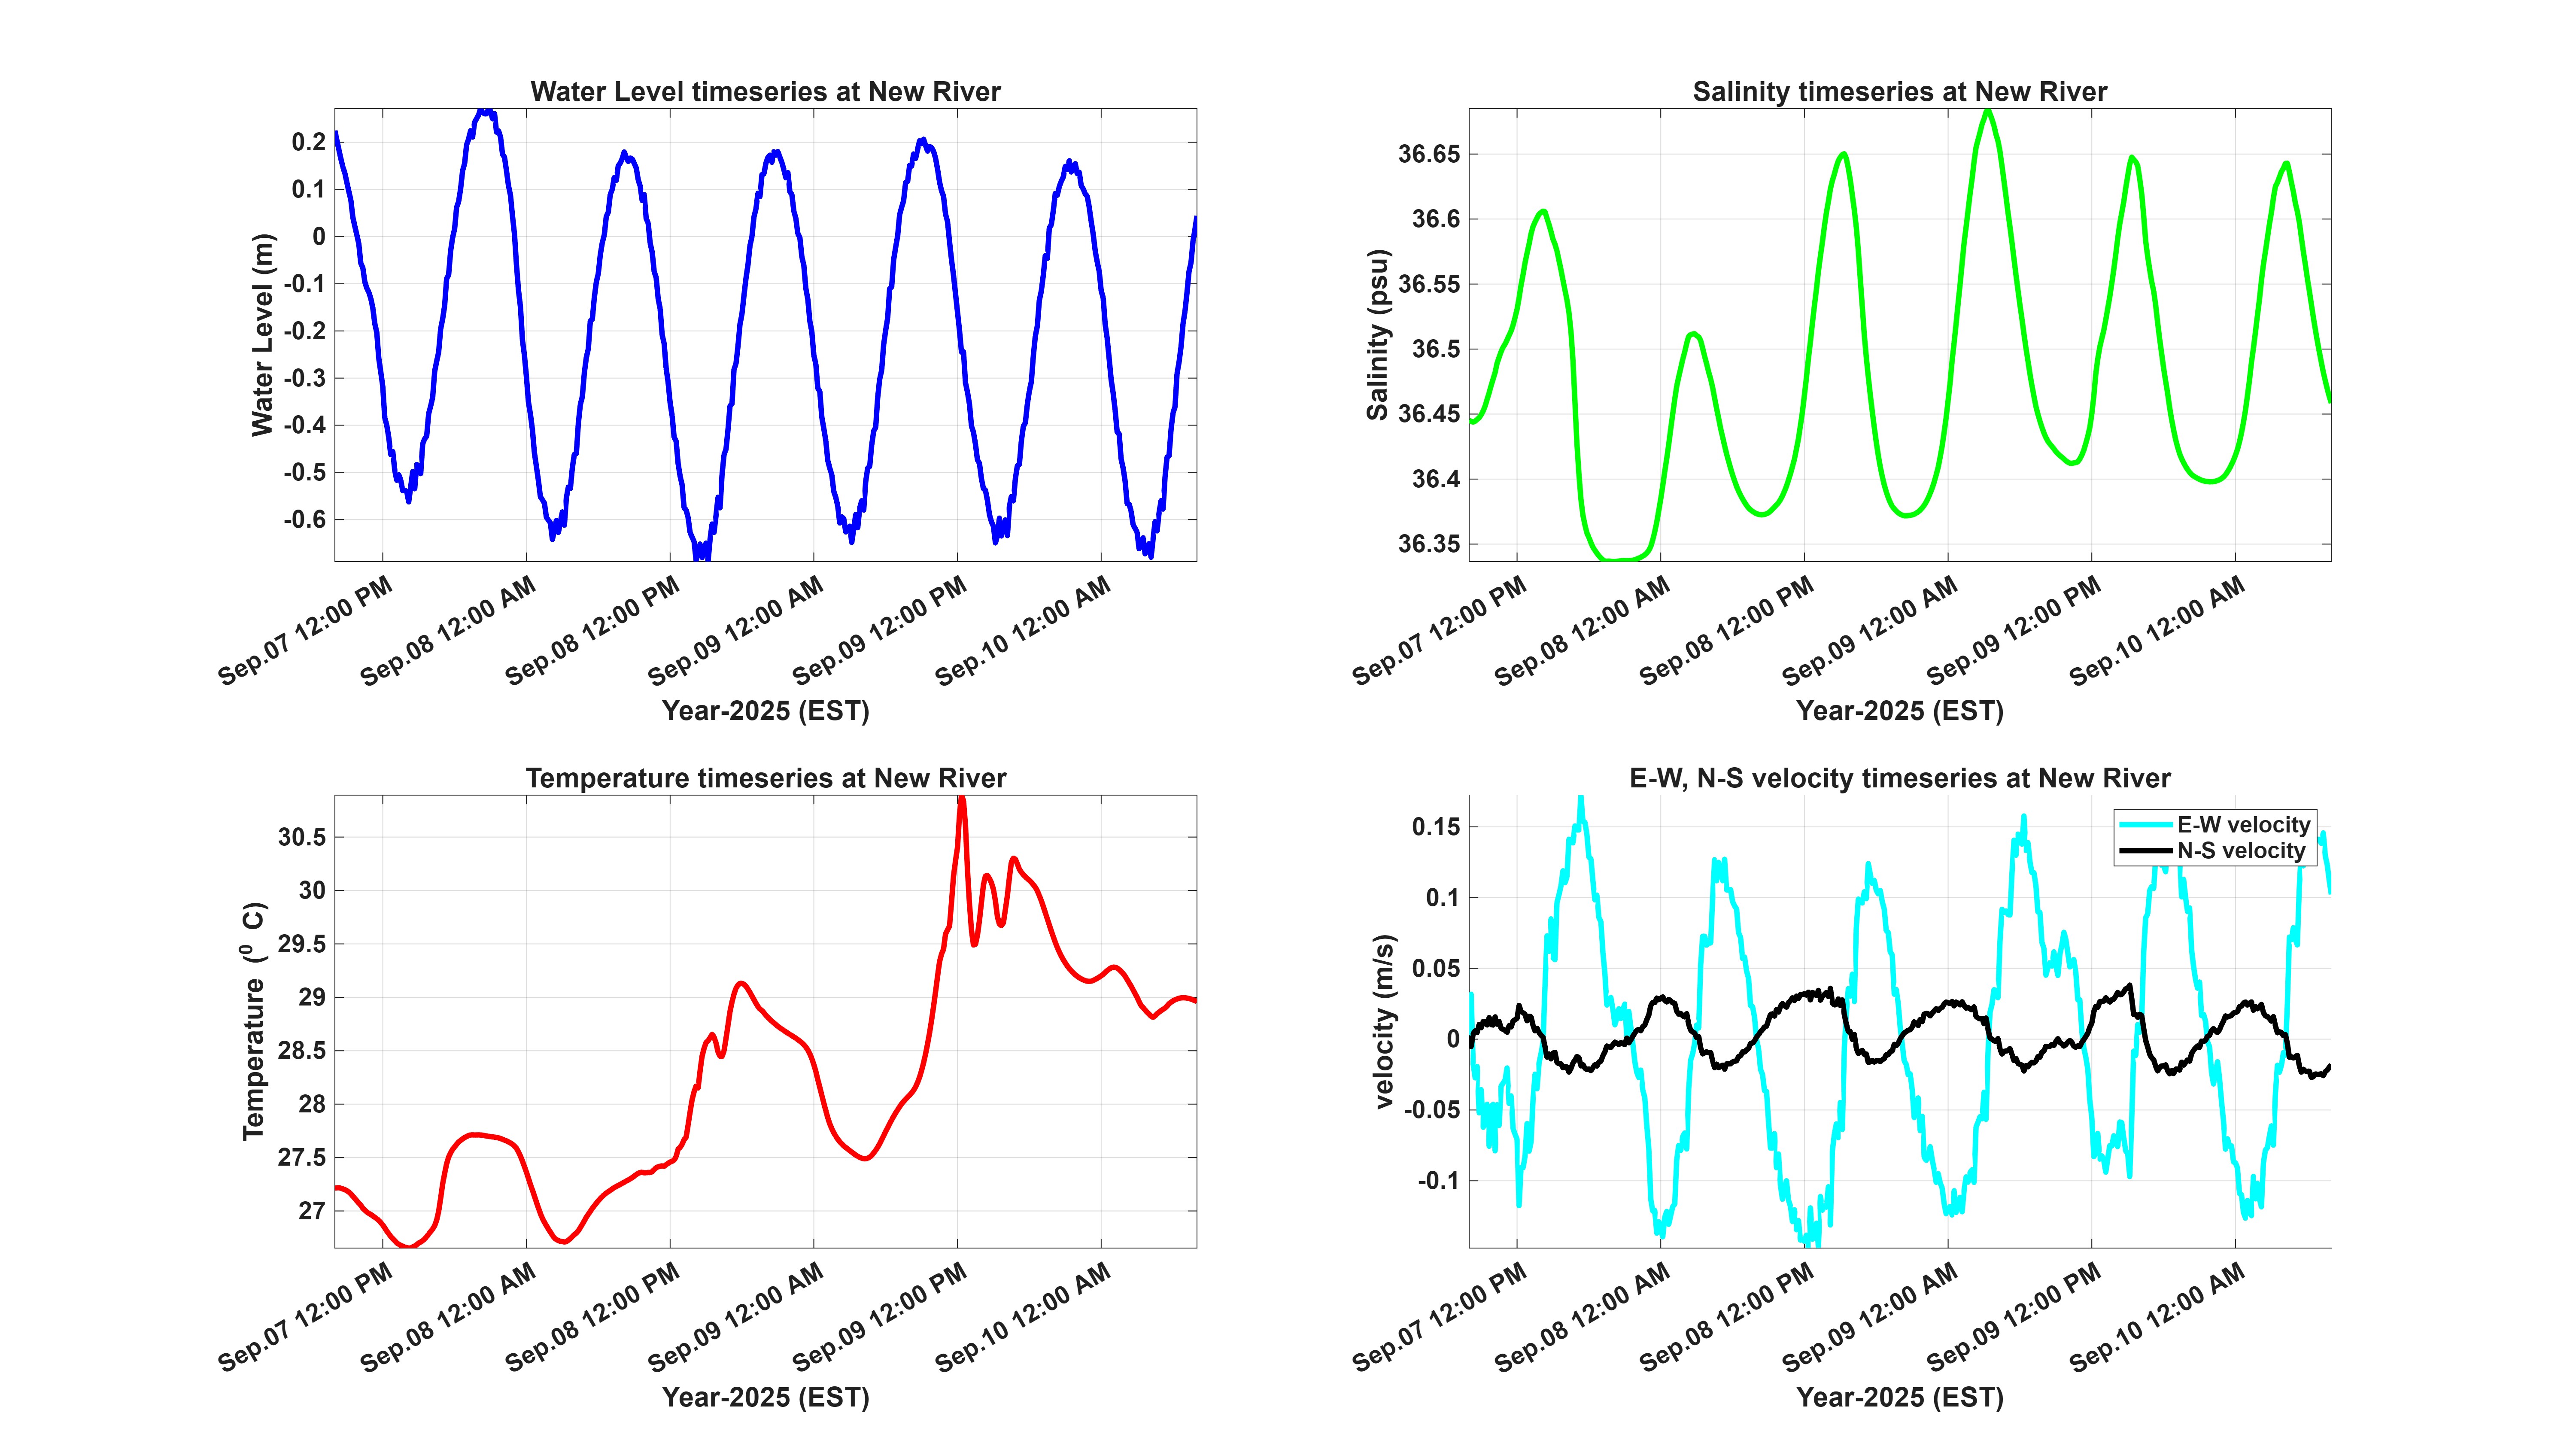 Water Level timeseries at New River
Water Level (m)
0.2
0.1
0
-0.1
-0.2
-0.3
-0.4
-0.5
-0.6
Sep.07 12:00 PM
Sep.08 12:00 AM
Sep.08 12:00 PM
Sep.09 12:00 AM
Sep.09 12:00 PM
Sep.10 12:00 AM
Year-2025 (EST)
Salinity timeseries at New River
Salinity (psu)
36.65
36.6
36.55
36.5
36.45
36.4
36.35
Sep.07 12:00 PM
Sep.08 12:00 AM
Sep.08 12:00 PM
Sep.09 12:00 AM
Sep.09 12:00 PM
Sep.10 12:00 AM
Year-2025 (EST)
Temperature timeseries at New River
Temperature (⁰ C)
30.5
30
29.5
29
28.5
28
27.5
27
Sep.07 12:00 PM
Sep.08 12:00 AM
Sep.08 12:00 PM
Sep.09 12:00 AM
Sep.09 12:00 PM
Sep.10 12:00 AM
Year-2025 (EST)
E-W, N-S velocity timeseries at New River
velocity (m/s)
0.15
0.1
0.05
0
-0.05
-0.1
E-W velocity
N-S velocity
Sep.07 12:00 PM
Sep.08 12:00 AM
Sep.08 12:00 PM
Sep.09 12:00 AM
Sep.09 12:00 PM
Sep.10 12:00 AM
Year-2025 (EST)